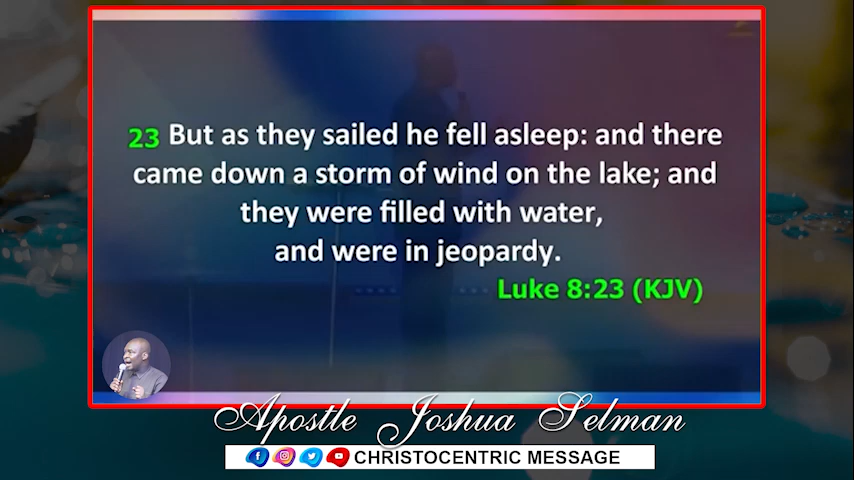 23 But as they sailed he fell asleep: and there
came down a storm of wind on the lake; and
they were filled with water,
and were in jeopardy.
Luke 8:23 (KJV)
Apostle Joshua Selman
CHRISTOCENTRIC MESSAGE